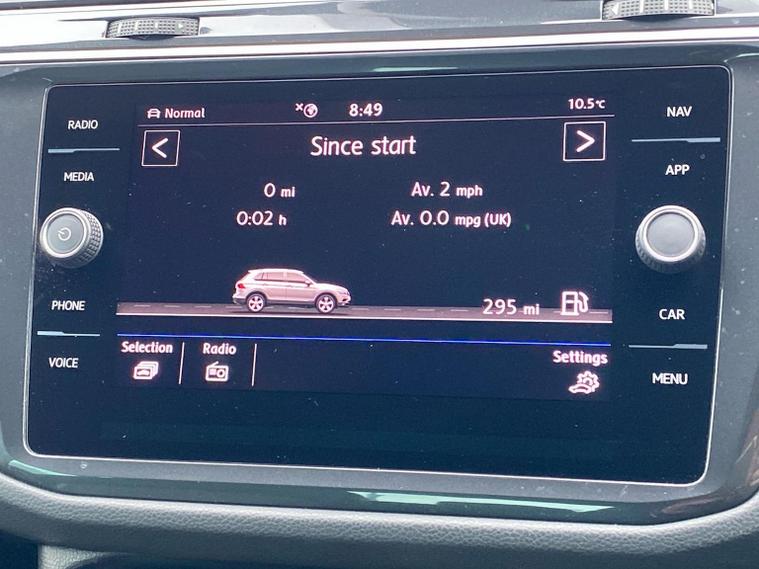 Normal 8:49 10.5°C
RADIO
MEDIA
PHONE
VOICE
< Since start >
0 mi Av. 2 mph
0:02 h Av. 0.0 mpg (UK)
295 mi
Selection Radio Settings
NAV
APP
CAR
MENU